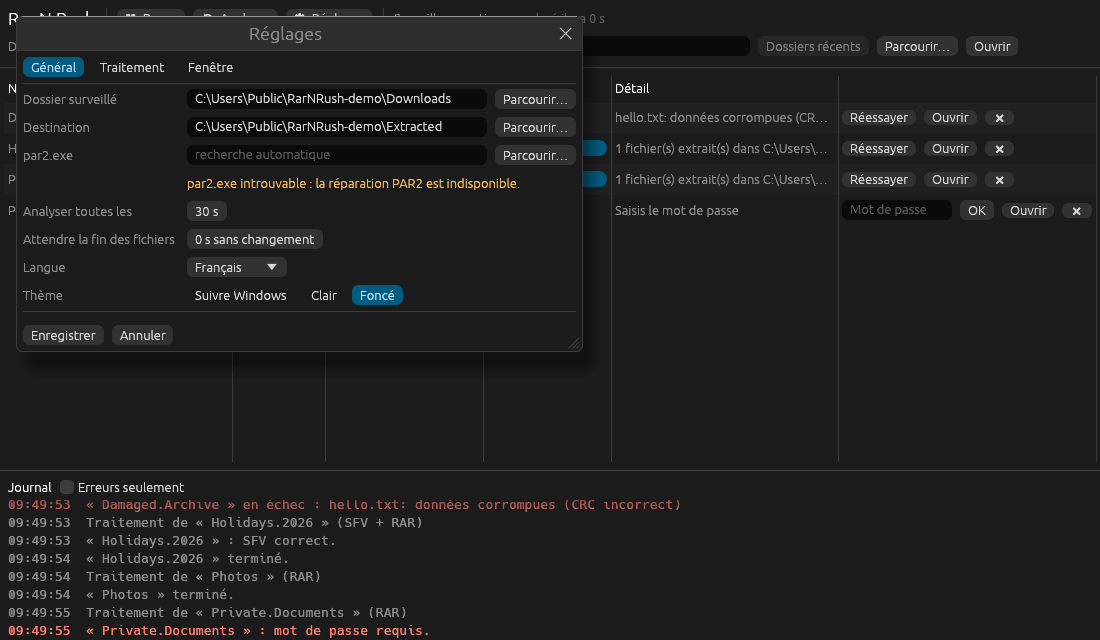 Réglages
Général Traitement Fenêtre
Dossier surveillé C:\Users\Public\RarNRush-demo\Downloads Parcourir...
Destination C:\Users\Public\RarNRush-demo\Extracted Parcourir...
par2.exe recherche automatique Parcourir...
par2.exe introuvable : la réparation PAR2 est indisponible.
Analyser toutes les 30 s
Attendre la fin des fichiers 0 s sans changement
Langue Français
Thème Suivre Windows Clair Foncé
Enregistrer Annuler
a 0 s
Dossiers récents Parcourir... Ouvrir
Détail
hello.txt: données corrompues (CRC... Réessayer Ouvrir ×
1 fichier(s) extrait(s) dans C:\Users\... Réessayer Ouvrir ×
1 fichier(s) extrait(s) dans C:\Users\... Réessayer Ouvrir ×
Saisis le mot de passe Mot de passe OK Ouvrir ×
Journal Erreurs seulement
09:49:53 « Damaged.Archive » en échec : hello.txt: données corrompues (CRC incorrect)
09:49:53 Traitement de « Holidays.2026 » (SFV + RAR)
09:49:53 « Holidays.2026 » : SFV correct.
09:49:54 « Holidays.2026 » terminé.
09:49:54 Traitement de « Photos » (RAR)
09:49:54 « Photos » terminé.
09:49:55 Traitement de « Private.Documents » (RAR)
09:49:55 « Private.Documents » : mot de passe requis.